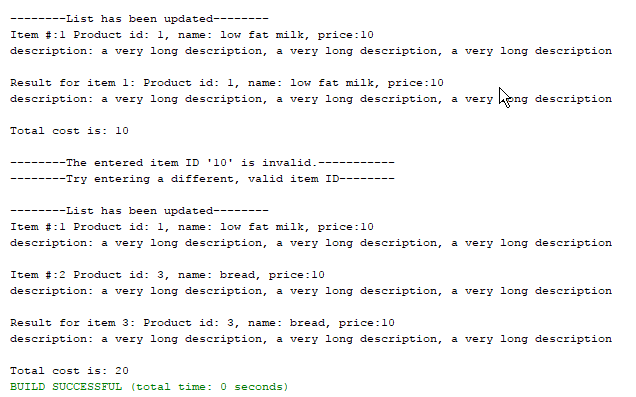 --------List has been updated--------
Item #:1 Product id: 1, name: low fat milk, price:10
description: a very long description, a very long description, a very long description

Result for item 1: Product id: 1, name: low fat milk, price:10
description: a very long description, a very long description, a very long description

Total cost is: 10

--------The entered item ID '10' is invalid.-----------
--------Try entering a different, valid item ID--------

--------List has been updated--------
Item #:1 Product id: 1, name: low fat milk, price:10
description: a very long description, a very long description, a very long description

Item #:2 Product id: 3, name: bread, price:10
description: a very long description, a very long description, a very long description

Result for item 3: Product id: 3, name: bread, price:10
description: a very long description, a very long description, a very long description

Total cost is: 20
BUILD SUCCESSFUL (total time: 0 seconds)